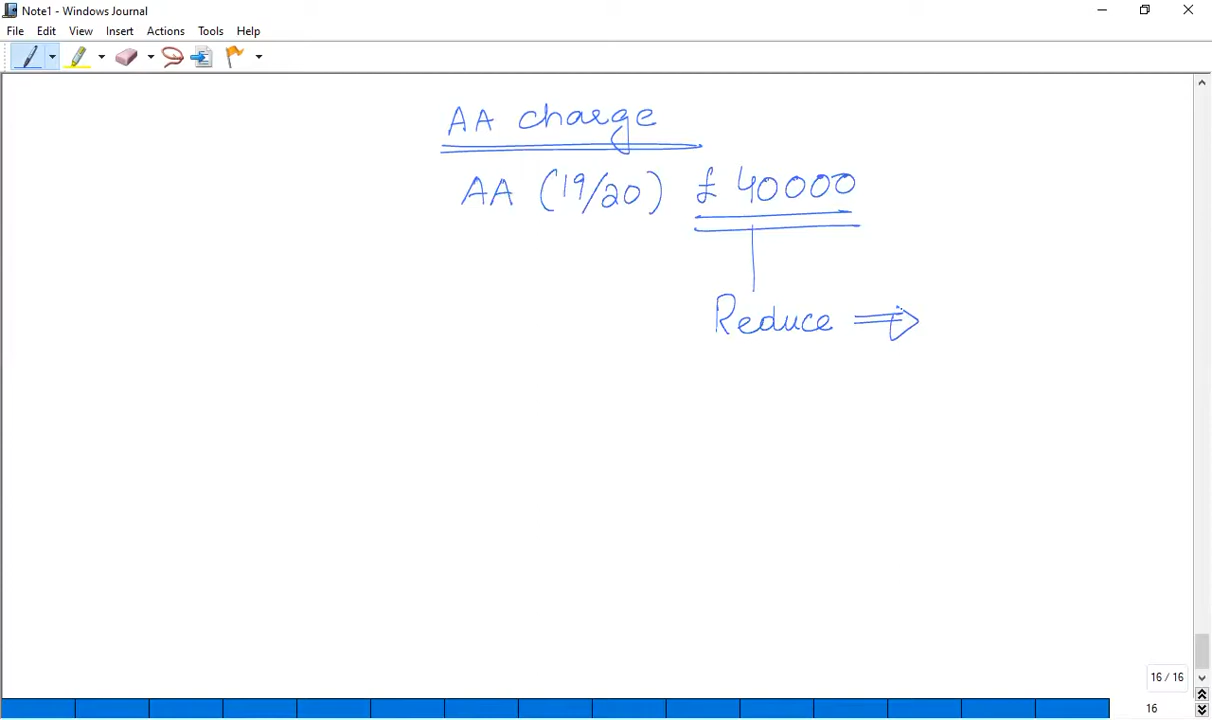 Note1 - Windows Journal
File Edit View Insert Actions Tools Help
AA charge
AA (19/20) £ 40000
Reduce
16 / 16
16